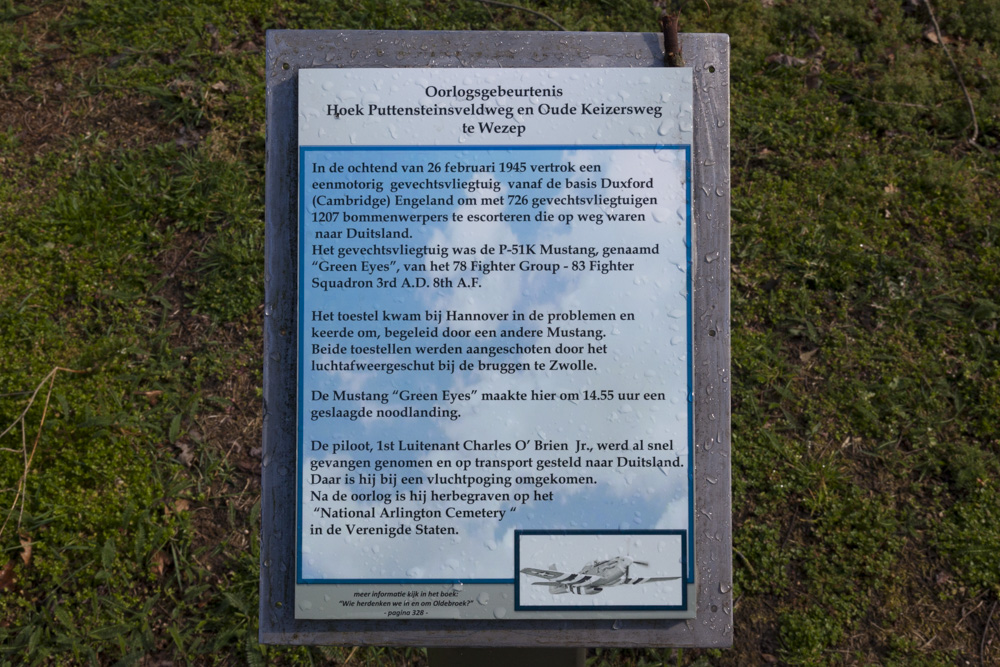 Oorlogsgebeurtenis
Hoek Puttensteinsveldweg en Oude Keizersweg
te Wezep
In de ochtend van 26 februari 1945 vertrok een
eenmotorig gevechtsvliegtuig vanaf de basis Duxford
(Cambridge) Engeland om met 726 gevechtsvliegtuigen
1207 bommenwerpers te escorteren die op weg waren
naar Duitsland.
Het gevechtsvliegtuig was de P-51K Mustang, genaamd
“Green Eyes”, van het 78 Fighter Group - 83 Fighter
Squadron 3rd A.D. 8th A.F.
Het toestel kwam bij Hannover in de problemen en
keerde om, begeleid door een andere Mustang.
Beide toestellen werden aangeschoten door het
luchtafweergeschut bij de bruggen te Zwolle.
De Mustang “Green Eyes” maakte hier om 14.55 uur een
geslaagde noodlanding.
De piloot, 1st Luitenant Charles O’ Brien Jr., werd al snel
gevangen genomen en op transport gesteld naar Duitsland.
Daar is hij bij een vluchtpoging omgekomen.
Na de oorlog is hij herbegraven op het
“National Arlington Cemetery “
in de Verenigde Staten.
meer informatie kijk in het boek:
“Wie herdenken we in en om Oldebroek?”
- pagina 328 -